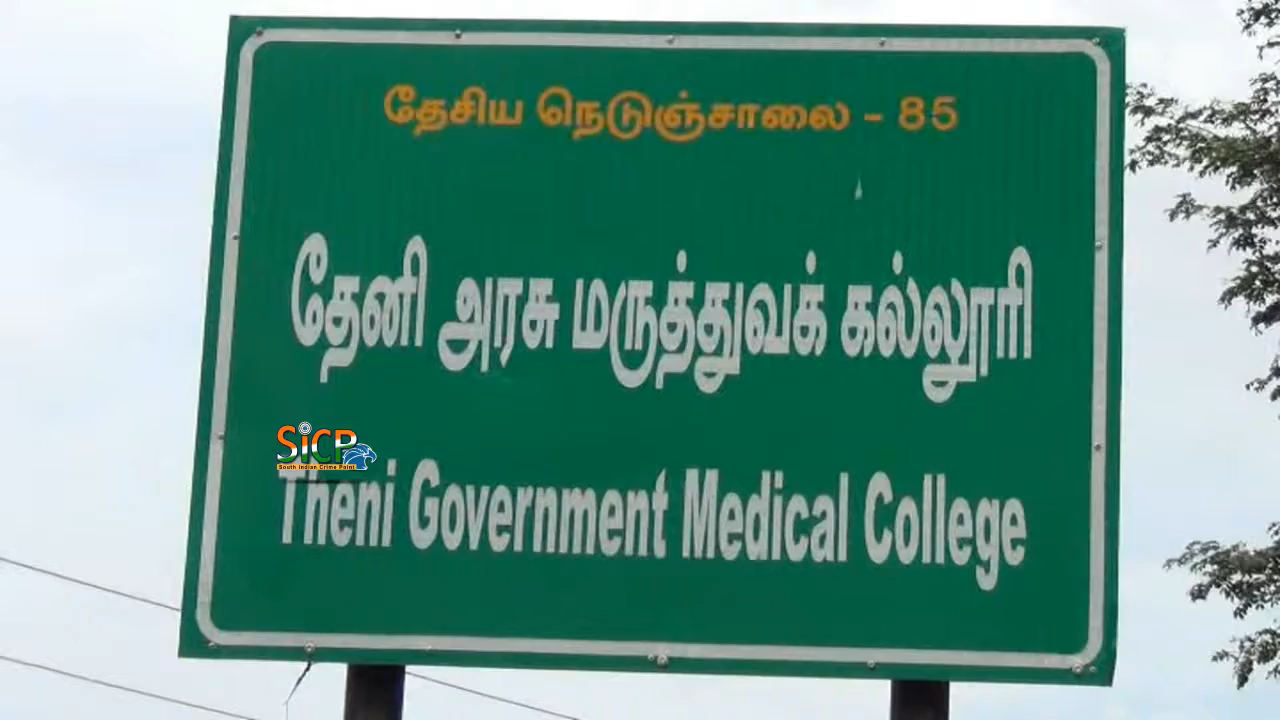 தேசிய நெடுஞ்சாலை - 85
தேனி அரசு மருத்துவக் கல்லூரி
SiCP
South Indian Crime Point
Theni Government Medical College